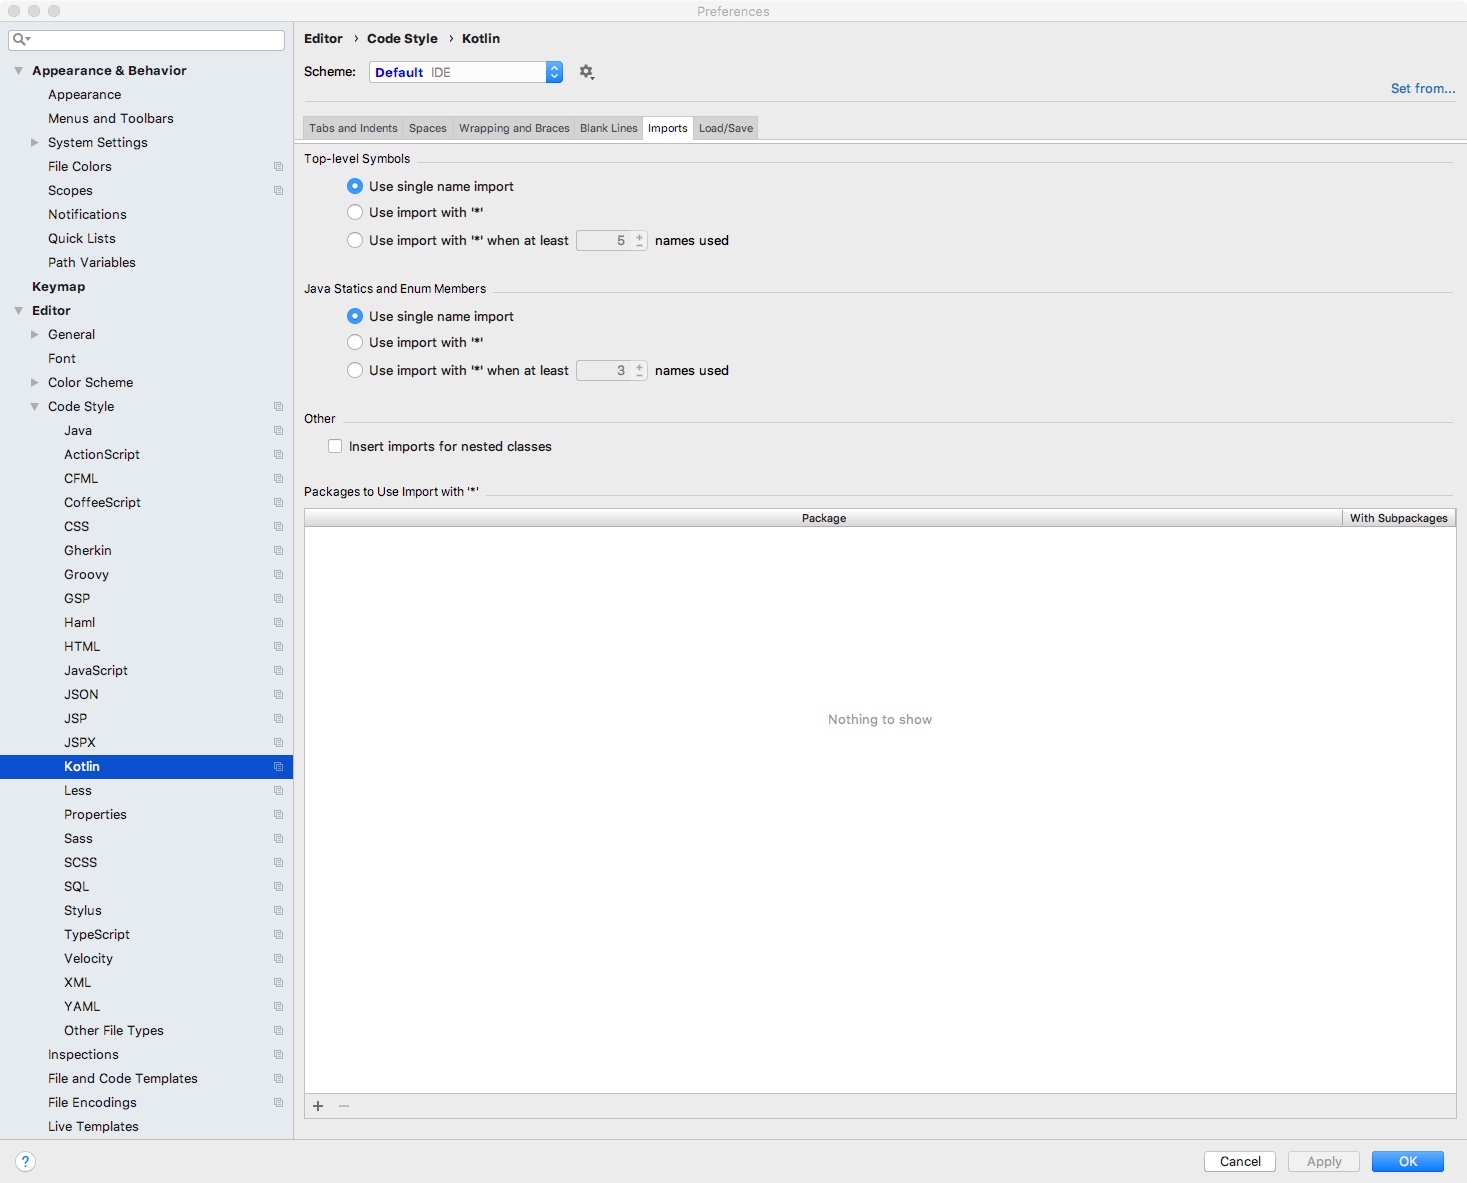 Preferences
Appearance & Behavior
Appearance
Menus and Toolbars
System Settings
File Colors
Scopes
Notifications
Quick Lists
Path Variables
Keymap
Editor
General
Font
Color Scheme
Code Style
Java
ActionScript
CFML
CoffeeScript
CSS
Gherkin
Groovy
GSP
Haml
HTML
JavaScript
JSON
JSP
JSPX
Kotlin
Less
Properties
Sass
SCSS
SQL
Stylus
TypeScript
Velocity
XML
YAML
Other File Types
Inspections
File and Code Templates
File Encodings
Live Templates
Editor › Code Style › Kotlin
Scheme: Default IDE
Set from...
Tabs and Indents Spaces Wrapping and Braces Blank Lines Imports Load/Save
Top-level Symbols
Use single name import
Use import with '*'
Use import with '*' when at least 5 names used
Java Statics and Enum Members
Use single name import
Use import with '*'
Use import with '*' when at least 3 names used
Other
Insert imports for nested classes
Packages to Use Import with '*'
Package With Subpackages
Nothing to show
+ −
? Cancel Apply OK